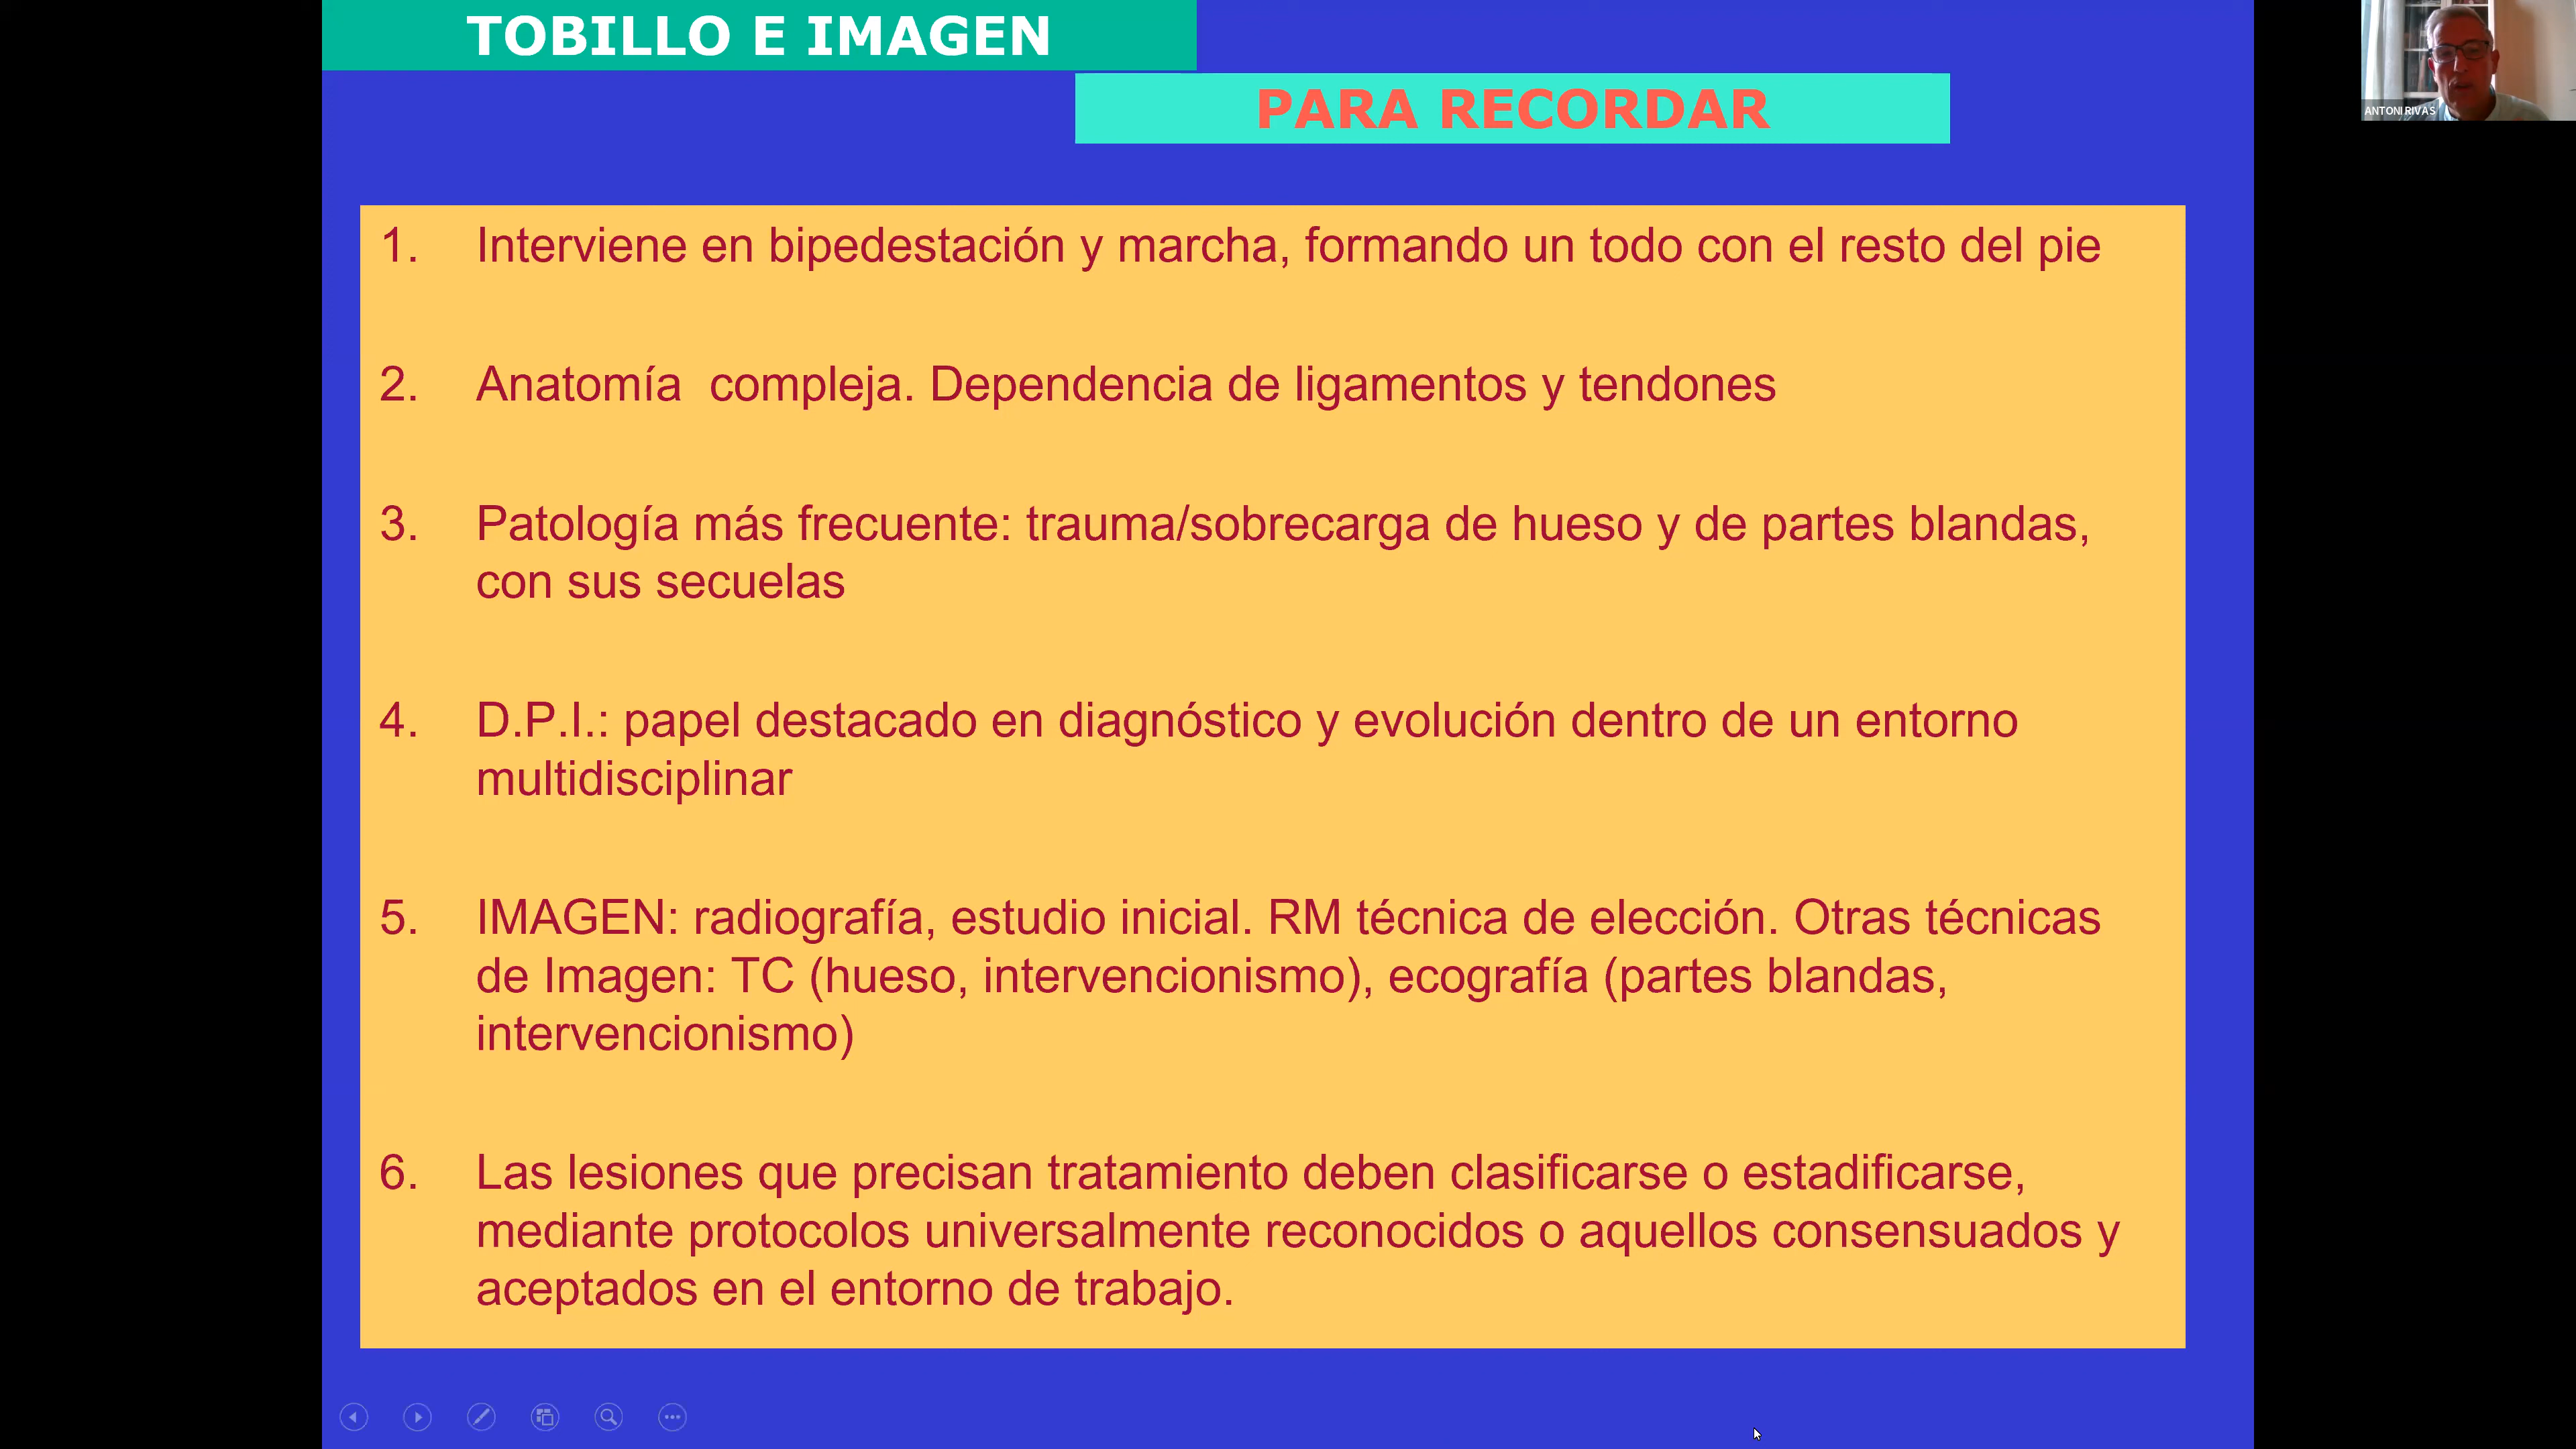 TOBILLO E IMAGEN
PARA RECORDAR
ANTONI RIVAS
1. Interviene en bipedestación y marcha, formando un todo con el resto del pie
2. Anatomía  compleja. Dependencia de ligamentos y tendones
3. Patología más frecuente: trauma/sobrecarga de hueso y de partes blandas,
con sus secuelas
4. D.P.I.: papel destacado en diagnóstico y evolución dentro de un entorno
multidisciplinar
5. IMAGEN: radiografía, estudio inicial. RM técnica de elección. Otras técnicas
de Imagen: TC (hueso, intervencionismo), ecografía (partes blandas,
intervencionismo)
6. Las lesiones que precisan tratamiento deben clasificarse o estadificarse,
mediante protocolos universalmente reconocidos o aquellos consensuados y
aceptados en el entorno de trabajo.